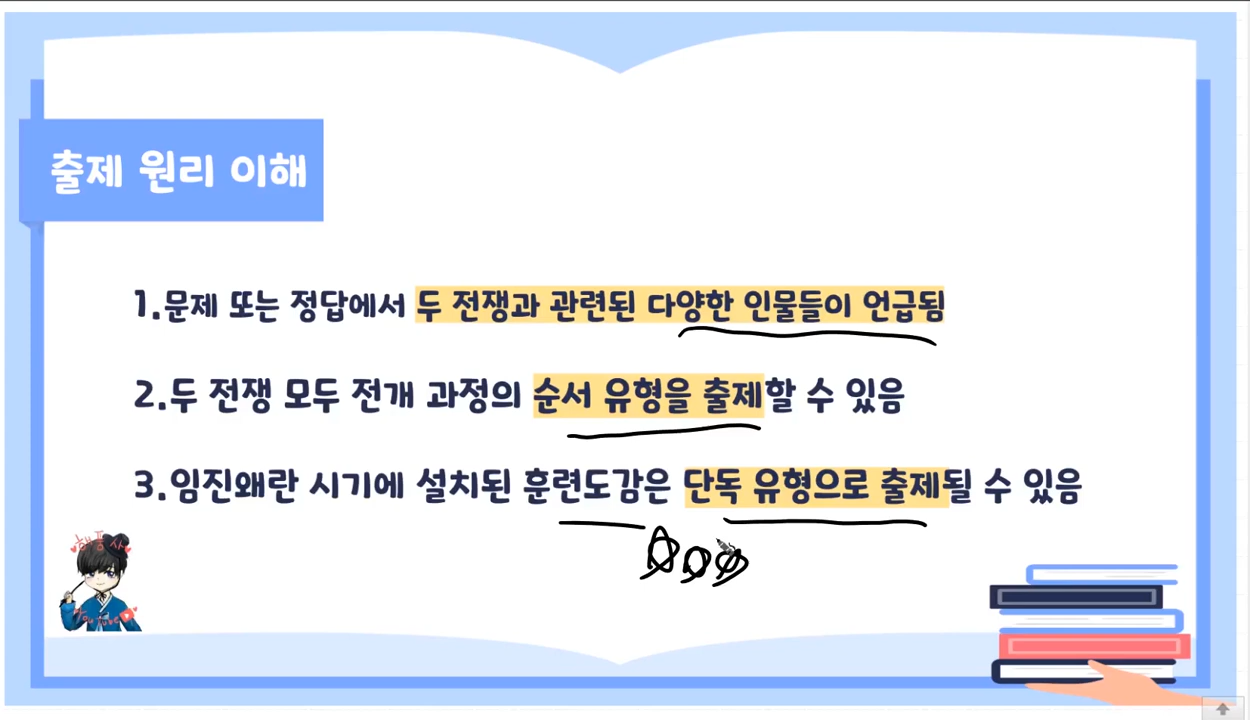 출제 원리 이해
1.문제 또는 정답에서 두 전쟁과 관련된 다양한 인물들이 언급됨
2.두 전쟁 모두 전개 과정의 순서 유형을 출제할 수 있음
3.임진왜란 시기에 설치된 훈련도감은 단독 유형으로 출제될 수 있음
해품사
YouTube